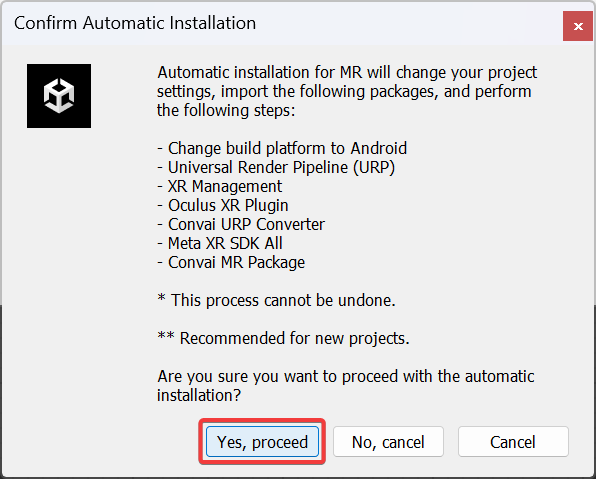 Confirm Automatic Installation
Automatic installation for MR will change your project
settings, import the following packages, and perform
the following steps:
- Change build platform to Android
- Universal Render Pipeline (URP)
- XR Management
- Oculus XR Plugin
- Convai URP Converter
- Meta XR SDK All
- Convai MR Package
* This process cannot be undone.
** Recommended for new projects.
Are you sure you want to proceed with the automatic
installation?
Yes, proceed
No, cancel
Cancel